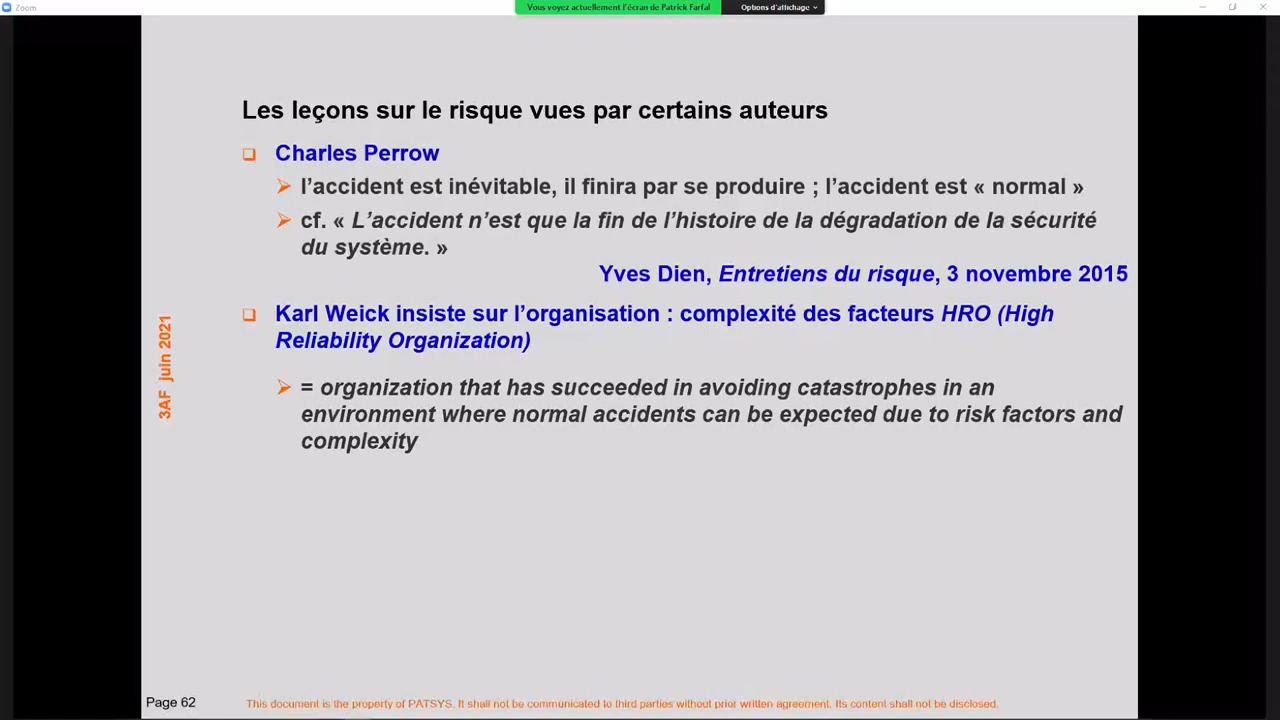 Zoom
Vous voyez actuellement l'écran de Patrick Farfal
Options d'affichage
Les leçons sur le risque vues par certains auteurs
Charles Perrow
l'accident est inévitable, il finira par se produire ; l'accident est « normal »
cf. « L'accident n'est que la fin de l'histoire de la dégradation de la sécurité
du système. »
Yves Dien, Entretiens du risque, 3 novembre 2015
Karl Weick insiste sur l'organisation : complexité des facteurs HRO (High
Reliability Organization)
= organization that has succeeded in avoiding catastrophes in an
environment where normal accidents can be expected due to risk factors and
complexity
3AF juin 2021
Page 62
This document is the property of PATSYS. It shall not be communicated to third parties without prior written agreement. Its content shall not be disclosed.